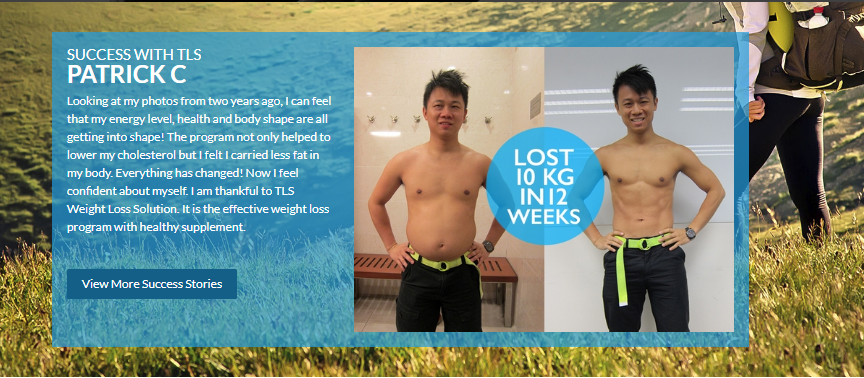 SUCCESS WITH TLS
PATRICK C
Looking at my photos from two years ago, I can feel
that my energy level, health and body shape are all
getting into shape! The program not only helped to
lower my cholesterol but I felt I carried less fat in
my body. Everything has changed! Now I feel
confident about myself. I am thankful to TLS
Weight Loss Solution. It is the effective weight loss
program with healthy supplement.
View More Success Stories
LOST
10 KG
IN 12
WEEKS